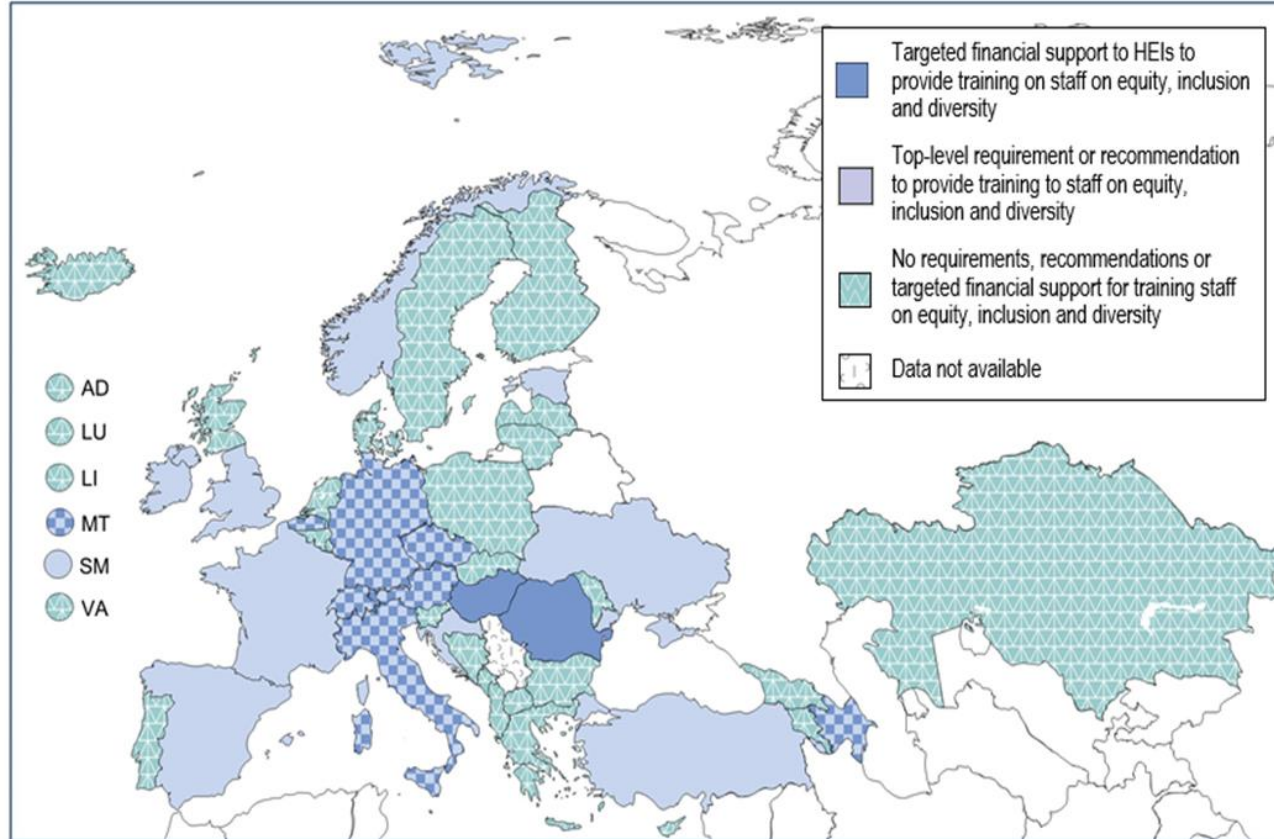 Targeted financial support to HEIs to
provide training on staff on equity, inclusion
and diversity
Top-level requirement or recommendation
to provide training to staff on equity,
inclusion and diversity
No requirements, recommendations or
targeted financial support for training staff
on equity, inclusion and diversity
Data not available
AD
LU
LI
MT
SM
VA